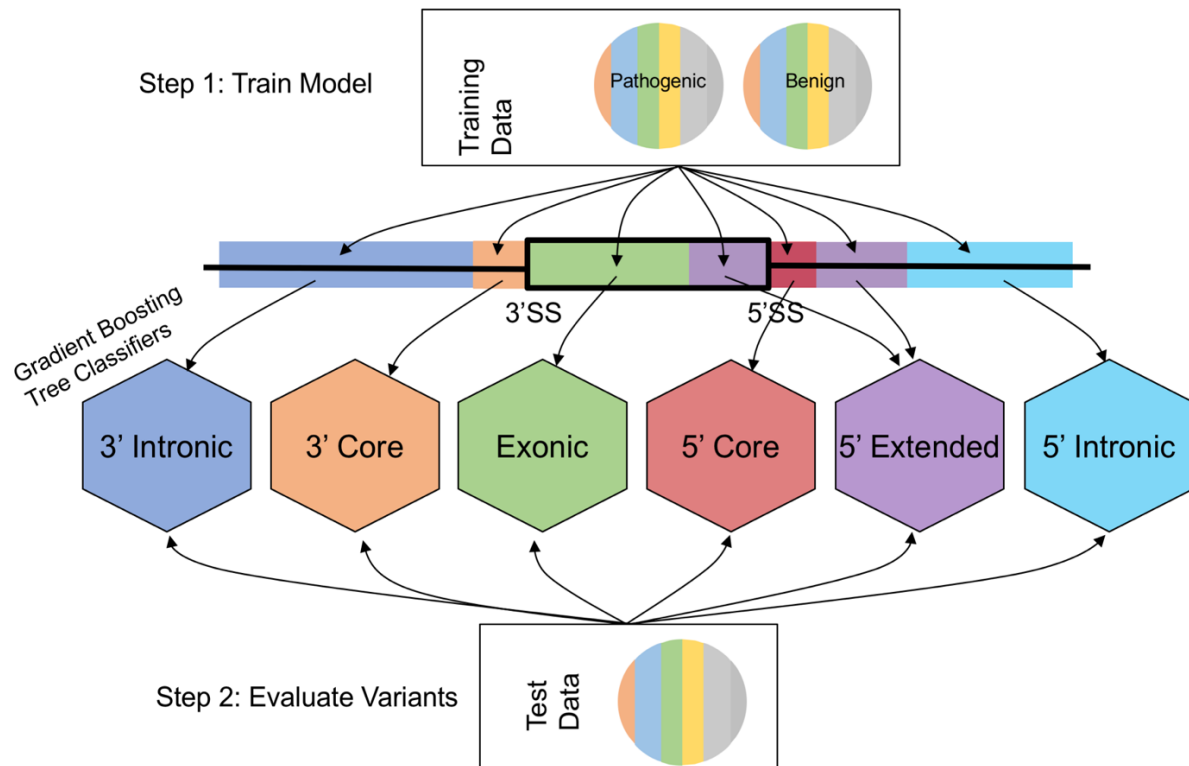 Step 1: Train Model
Training
Data
Pathogenic
Benign
3'SS
5'SS
Gradient Boosting
Tree Classifiers
3' Intronic
3' Core
Exonic
5' Core
5' Extended
5' Intronic
Step 2: Evaluate Variants
Test
Data